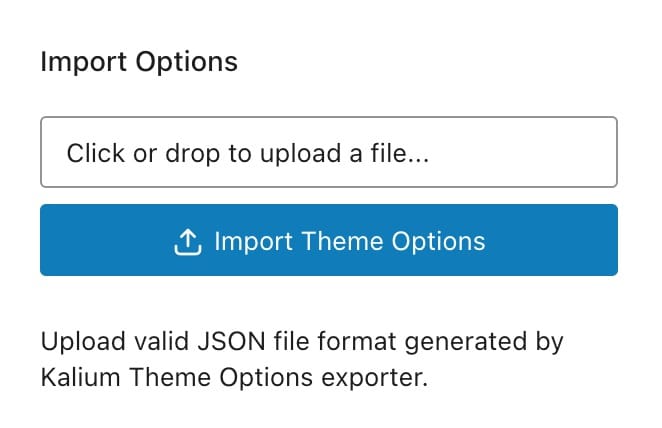 Import Options
Click or drop to upload a file...
Import Theme Options
Upload valid JSON file format generated by
Kalium Theme Options exporter.